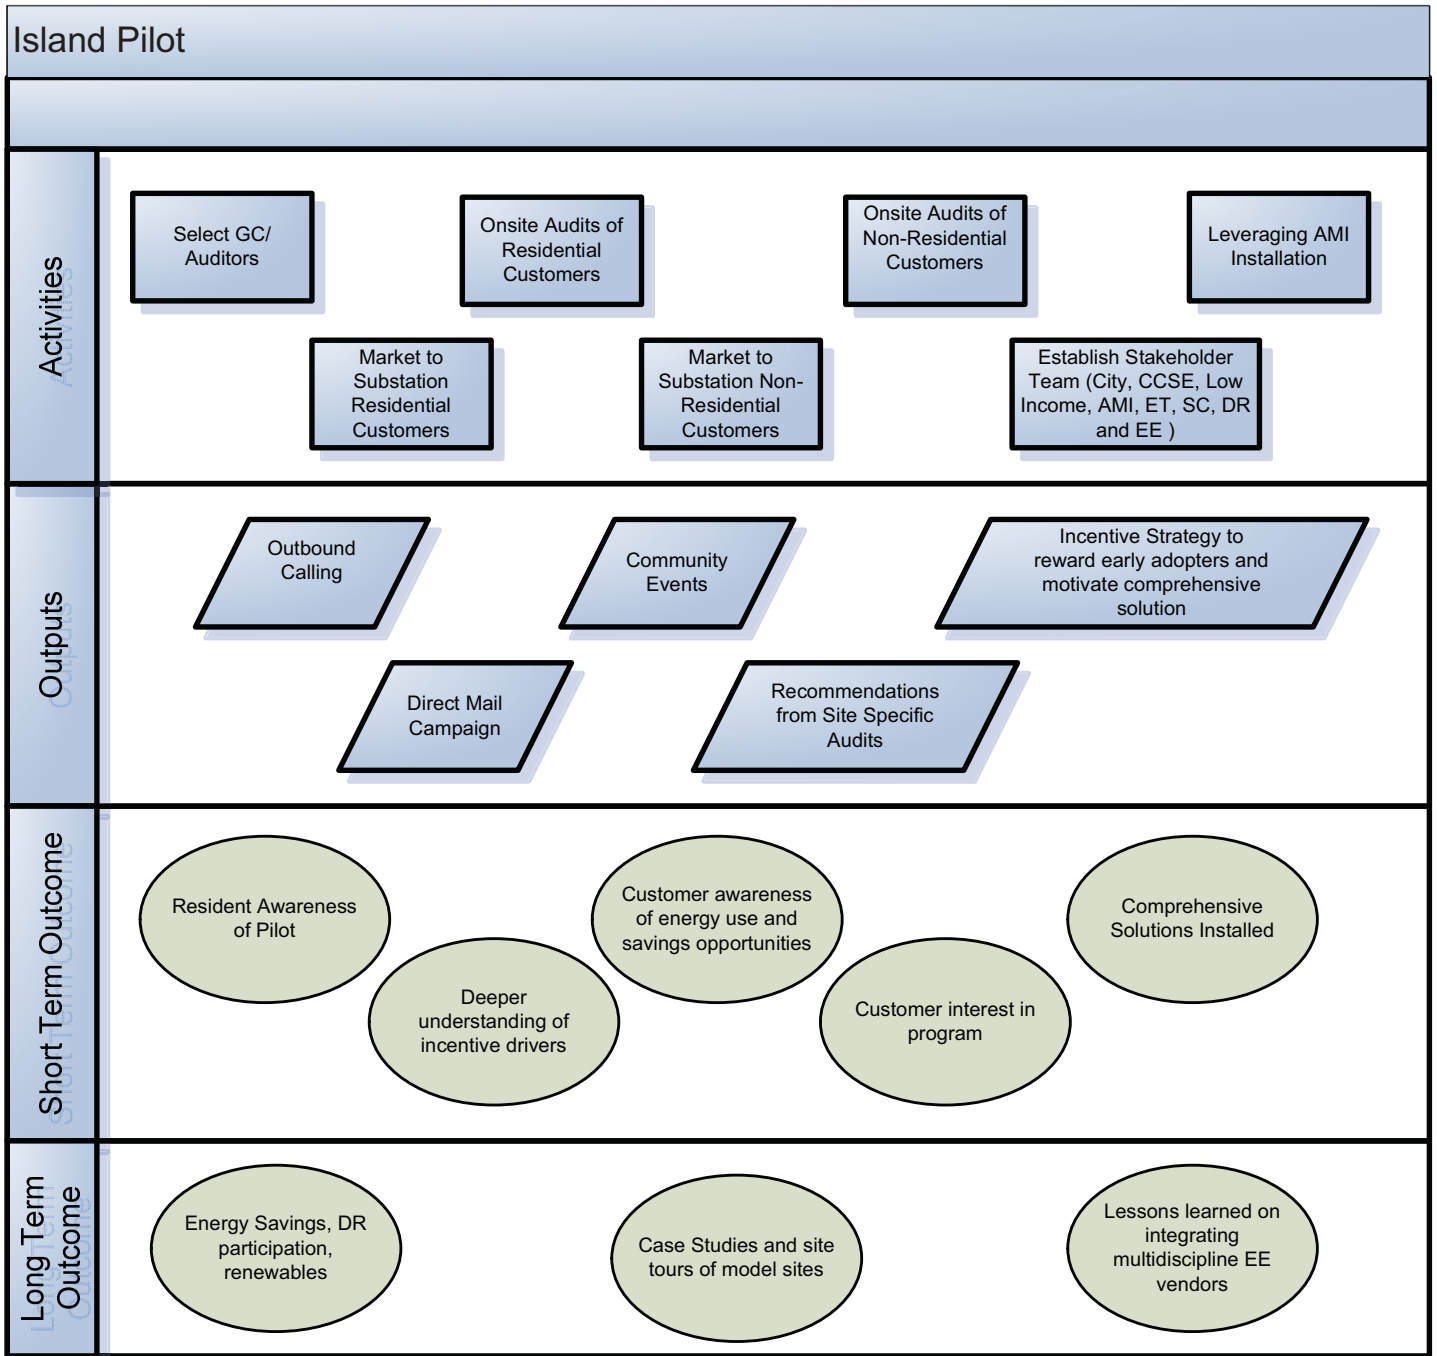 Island Pilot
Activities
Select GC/
Auditors
Onsite Audits of
Residential
Customers
Onsite Audits of
Non-Residential
Customers
Leveraging AMI
Installation
Market to
Substation
Residential
Customers
Market to
Substation Non-
Residential
Customers
Establish Stakeholder
Team (City, CCSE, Low
Income, AMI, ET, SC, DR
and EE )
Outputs
Outbound
Calling
Community
Events
Incentive Strategy to
reward early adopters and
motivate comprehensive
solution
Direct Mail
Campaign
Recommendations
from Site Specific
Audits
Short Term Outcome
Resident Awareness
of Pilot
Customer awareness
of energy use and
savings opportunities
Comprehensive
Solutions Installed
Deeper
understanding of
incentive drivers
Customer interest in
program
Long Term
Outcome
Energy Savings, DR
participation,
renewables
Case Studies and site
tours of model sites
Lessons learned on
integrating
multidiscipline EE
vendors